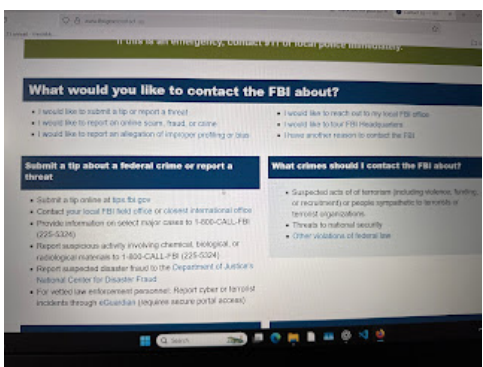 If this is an emergency, contact 911 or local police immediately.
What would you like to contact the FBI about?
• I would like to submit a tip or report a threat
• I would like to report an online scam, fraud, or crime
• I would like to report an allegation of improper profiling or bias
• I would like to reach out to my local FBI office
• I would like to tour FBI Headquarters
• I have another reason to contact the FBI
Submit a tip about a federal crime or report a
threat
• Submit a tip online at tips.fbi.gov
• Contact your local FBI field office or closest international office
• Provide information on select major cases to 1-800-CALL-FBI
(225-5324)
• Report suspicious activity involving chemical, biological, or
radiological materials to 1-800-CALL-FBI (225-5324)
• Report suspected disaster fraud to the Department of Justice's
National Center for Disaster Fraud
• For vetted law enforcement personnel: Report cyber or terrorist
incidents through eGuardian (requires secure portal access)
What crimes should I contact the FBI about?
• Suspected acts of of terrorism (including violence, funding,
or recruitment) or people sympathetic to terrorists or
terrorist organizations.
• Threats to national security
• Other violations of federal law
Search